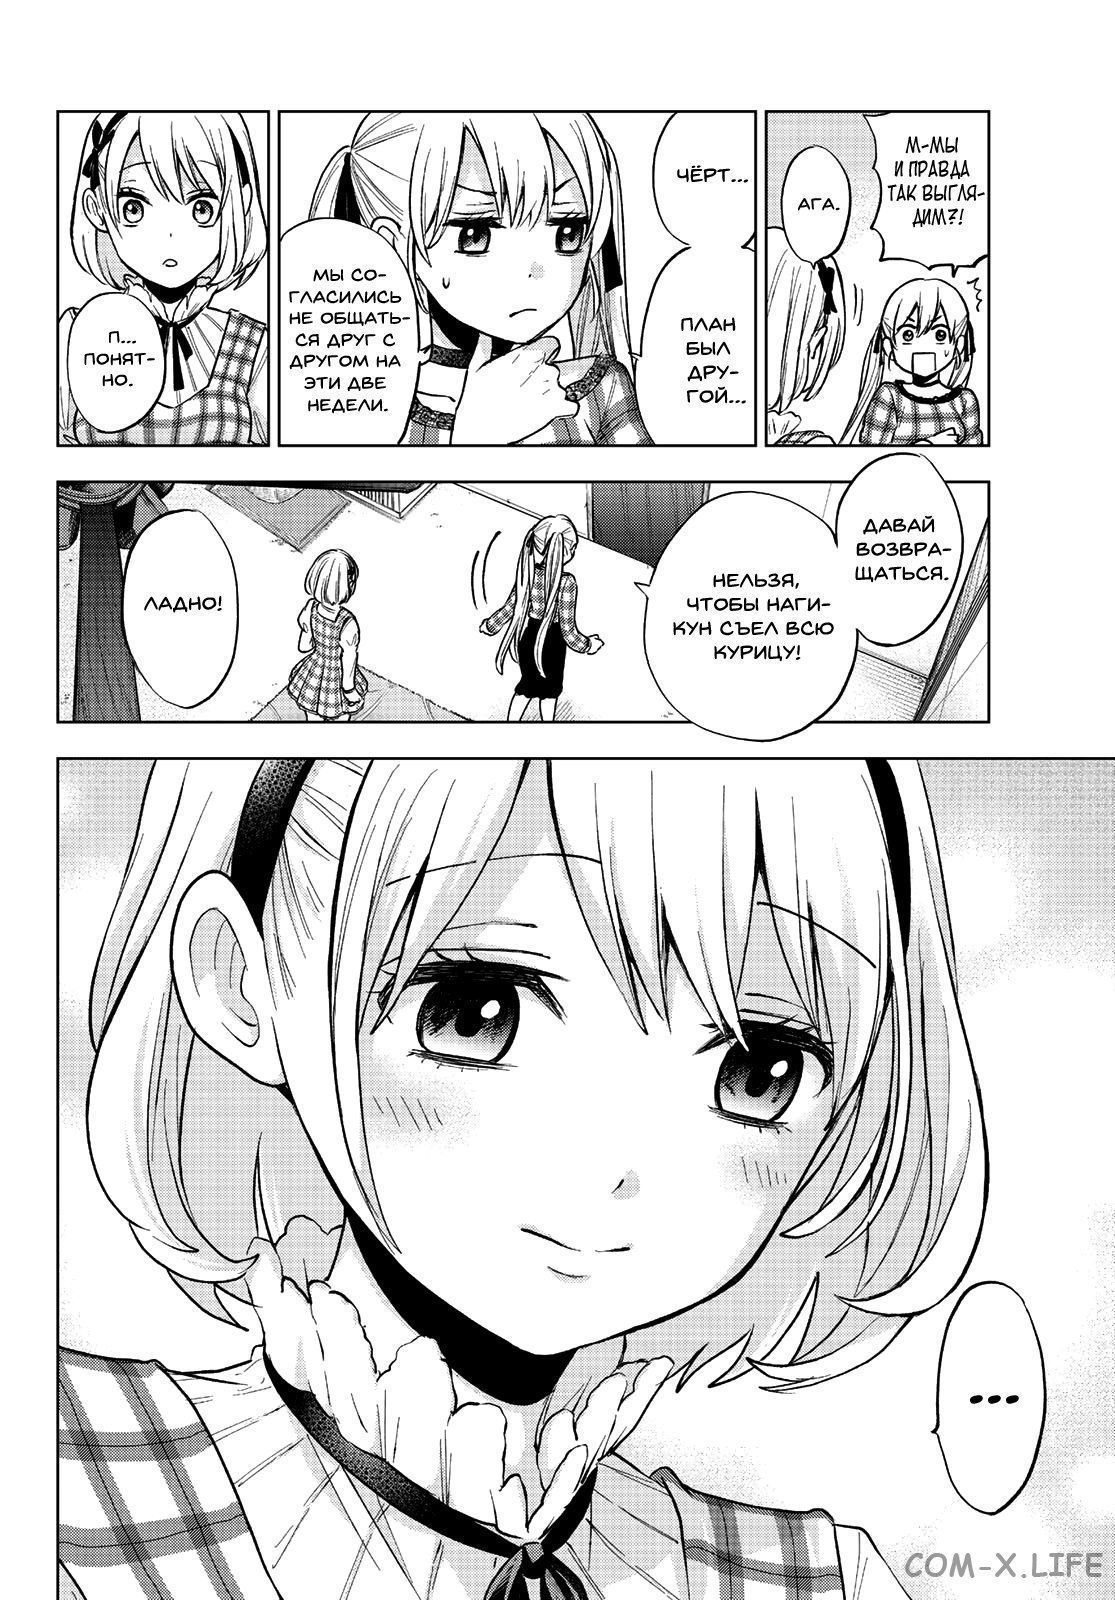 М-МЫ
И ПРАВДА
ТАК ВЫГЛЯ-
ДИМ?!
АГА.
ЧЁРТ...
ПЛАН
БЫЛ
ДРУ-
ГОЙ...
МЫ СО-
ГЛАСИЛИСЬ
НЕ ОБЩАТЬ-
СЯ ДРУГ С
ДРУГОМ НА
ЭТИ ДВЕ
НЕДЕЛИ.
П...
ПОНЯТ-
НО.
ДАВАЙ
ВОЗВРА-
ЩАТЬСЯ.
НЕЛЬЗЯ,
ЧТОБЫ НАГИ-
КУН СЪЕЛ ВСЮ
КУРИЦУ!
ЛАДНО!
...
COM-X.LIFE